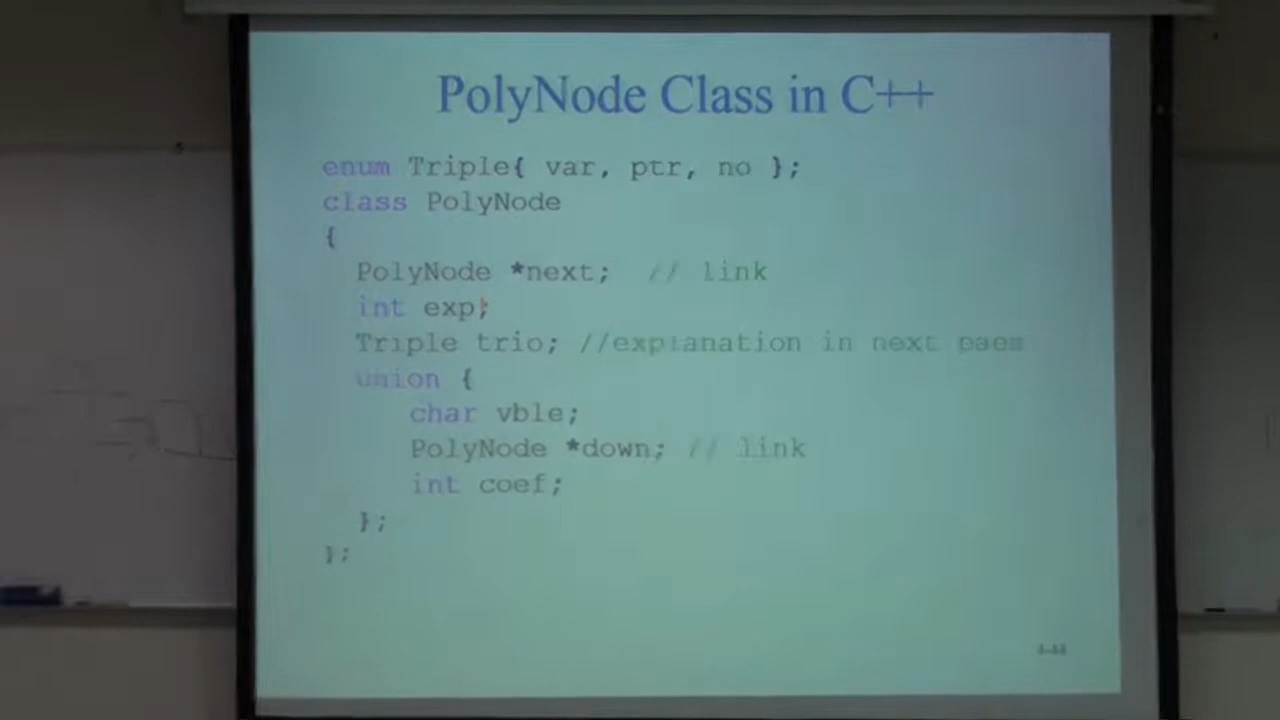 PolyNode Class in C++
enum Triple{ var, ptr, no };
class PolyNode
{
PolyNode *next; // link
int exp;
Triple trio; //explanation in next
union {
char vble;
PolyNode *down; // link
int coef;
};
};